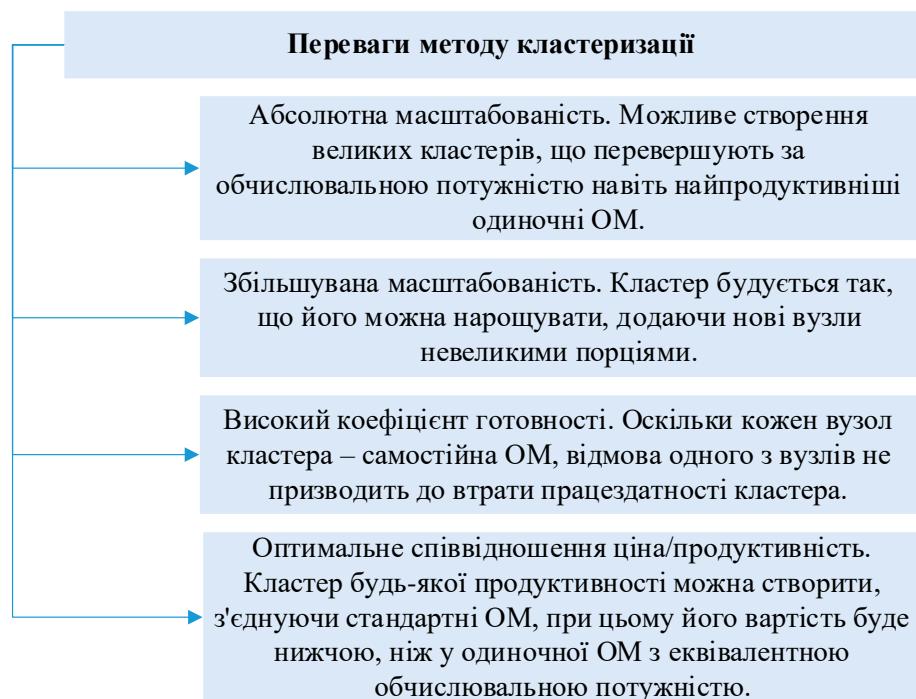 Переваги методу кластеризації
Абсолютна масштабованість. Можливе створення
великих кластерів, що перевершують за
обчислювальною потужністю навіть найпродуктивніші
одиночні ОМ.
Збільшувана масштабованість. Кластер будується так,
що його можна нарощувати, додаючи нові вузли
невеликими порціями.
Високий коефіцієнт готовності. Оскільки кожен вузол
кластера – самостійна ОМ, відмова одного з вузлів не
призводить до втрати працездатності кластера.
Оптимальне співвідношення ціна/продуктивність.
Кластер будь-якої продуктивності можна створити,
з'єднуючи стандартні ОМ, при цьому його вартість буде
нижчою, ніж у одиночної ОМ з еквівалентною
обчислювальною потужністю.